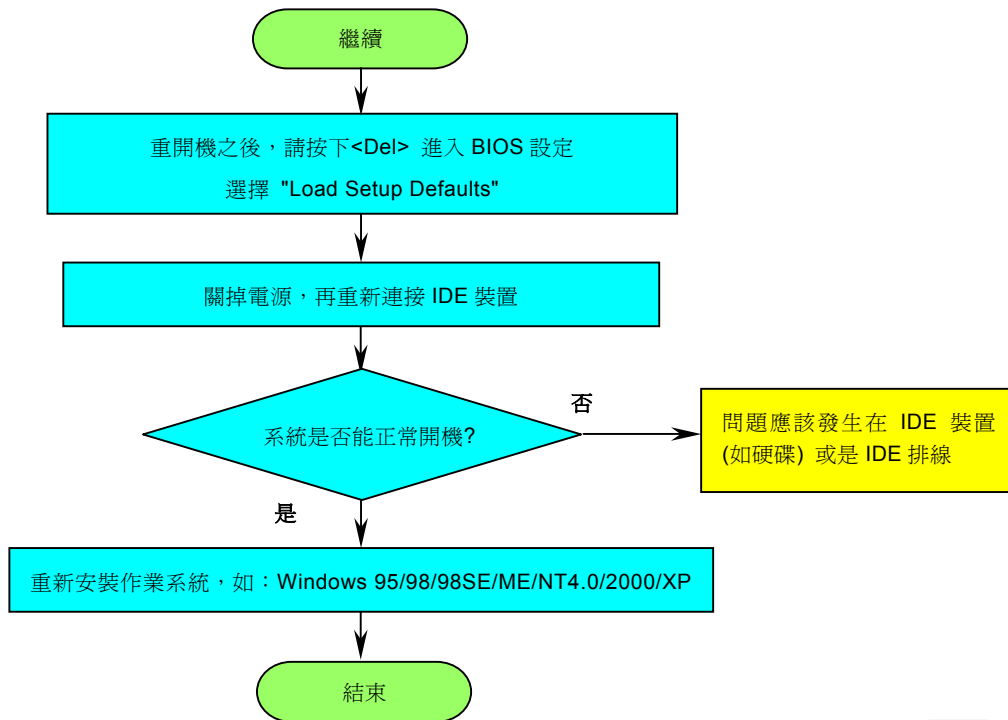 繼續
重開機之後，請按下<Del> 進入 BIOS 設定
選擇 "Load Setup Defaults"
關掉電源，再重新連接 IDE 裝置
系統是否能正常開機?
否
問題應該發生在 IDE 裝置
(如硬碟) 或是 IDE 排線
是
重新安裝作業系統，如：Windows 95/98/98SE/ME/NT4.0/2000/XP
結束